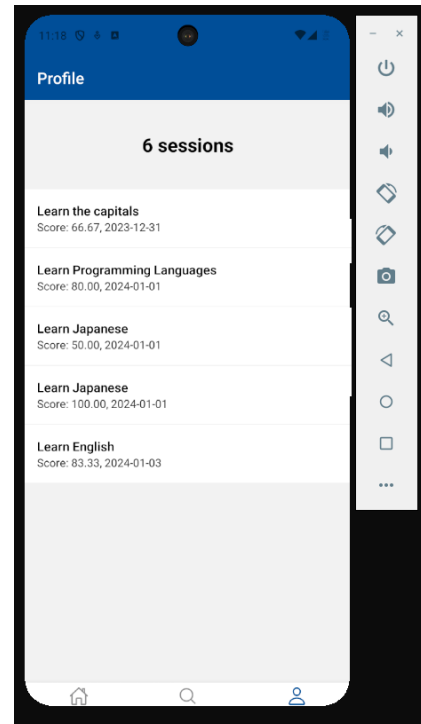 11:18
Profile
6 sessions
Learn the capitals
Score: 66.67, 2023-12-31
Learn Programming Languages
Score: 80.00, 2024-01-01
Learn Japanese
Score: 50.00, 2024-01-01
Learn Japanese
Score: 100.00, 2024-01-01
Learn English
Score: 83.33, 2024-01-03